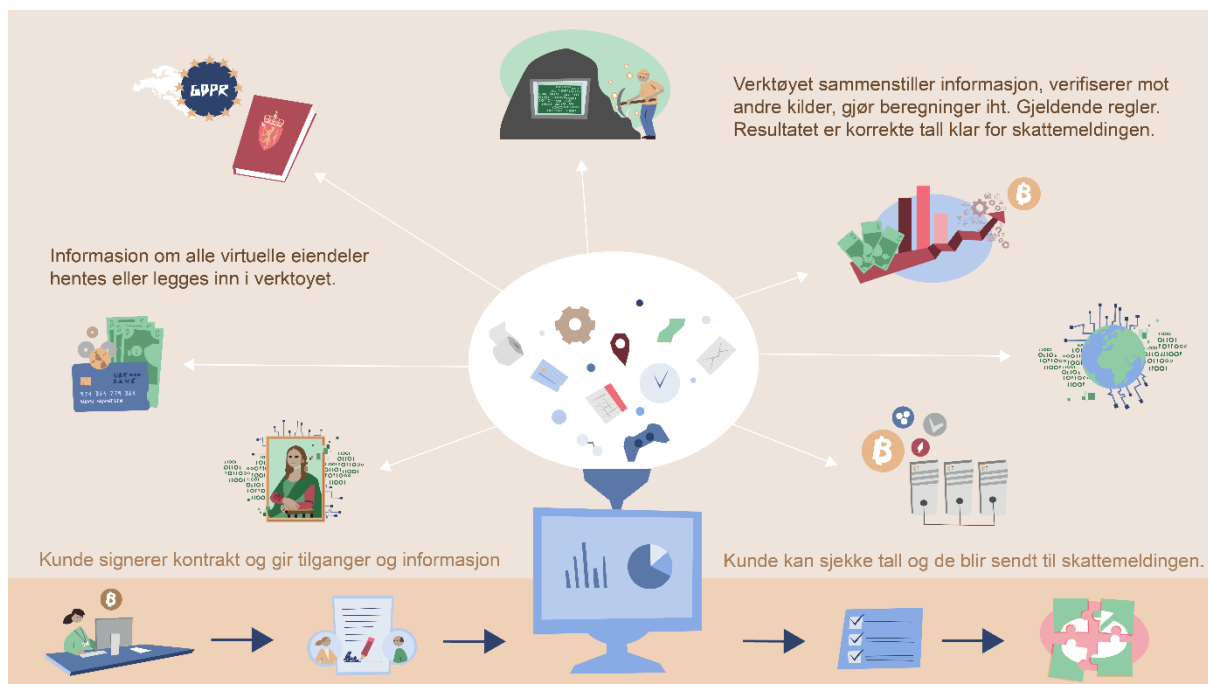 GDPR
Verktøyet sammenstiller informasjon, verifiserer mot
andre kilder, gjør beregninger iht. Gjeldende regler.
Resultatet er korrekte tall klar for skattemeldingen.
Informasion om alle virtuelle eiendeler
hentes eller legges inn i verktoyet.
Kunde signerer kontrakt og gir tilganger og informasjon
Kunde kan sjekke tall og de blir sendt til skattemeldingen.